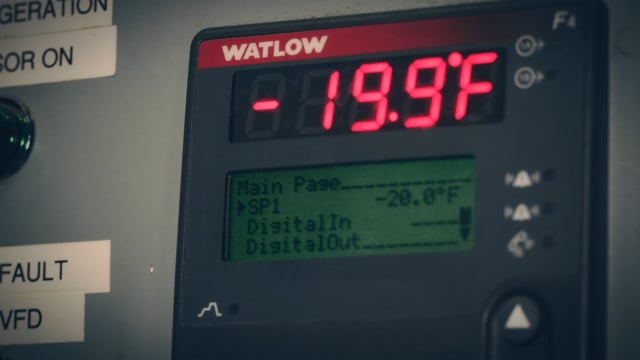 GERATION
SOR ON
FAULT
VFD
WATLOW
F4
-19.9°F
Main Page
SP1 -20.0°F
DigitalIn
DigitalOut